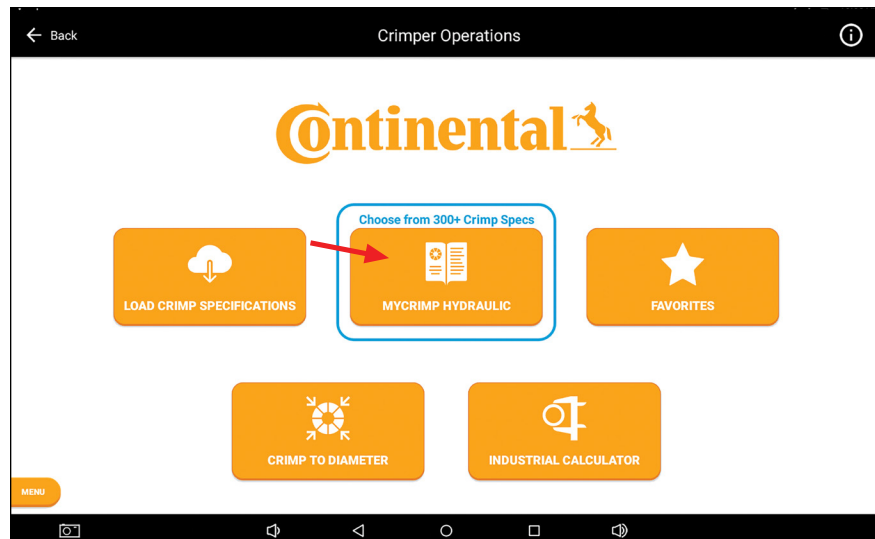 Back
Crimper Operations
Continental
Choose from 300+ Crimp Specs
LOAD CRIMP SPECIFICATIONS
MYCRIMP HYDRAULIC
FAVORITES
CRIMP TO DIAMETER
INDUSTRIAL CALCULATOR
MENU